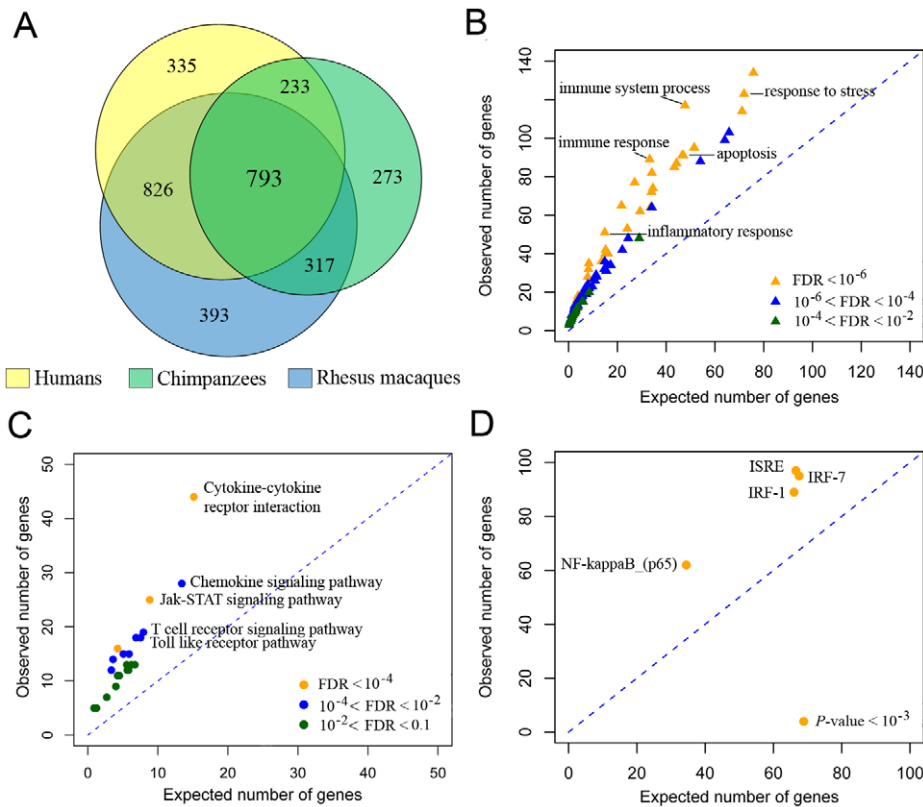 A
335
233
826
793
273
317
393
Humans
Chimpanzees
Rhesus macaques
B
Observed number of genes
140
120
100
80
60
40
20
0
immune system process
response to stress
immune response
apoptosis
inflammatory response
FDR < 10^-6
10^-6 < FDR < 10^-4
10^-4 < FDR < 10^-2
0 20 40 60 80 100 140
Expected number of genes
C
Observed number of genes
50
40
30
20
10
0
Cytokine-cytokine
recptor interaction
Chemokine signaling pathway
Jak-STAT signaling pathway
T cell receptor signaling pathway
Toll like receptor pathway
FDR < 10^-4
10^-4 < FDR < 10^-2
10^-2 < FDR < 0.1
0 10 20 30 40 50
Expected number of genes
D
Observed number of genes
100
80
60
40
20
0
ISRE
IRF-7
IRF-1
NF-kappaB_(p65)
P-value < 10^-3
0 20 40 60 80 100
Expected number of genes